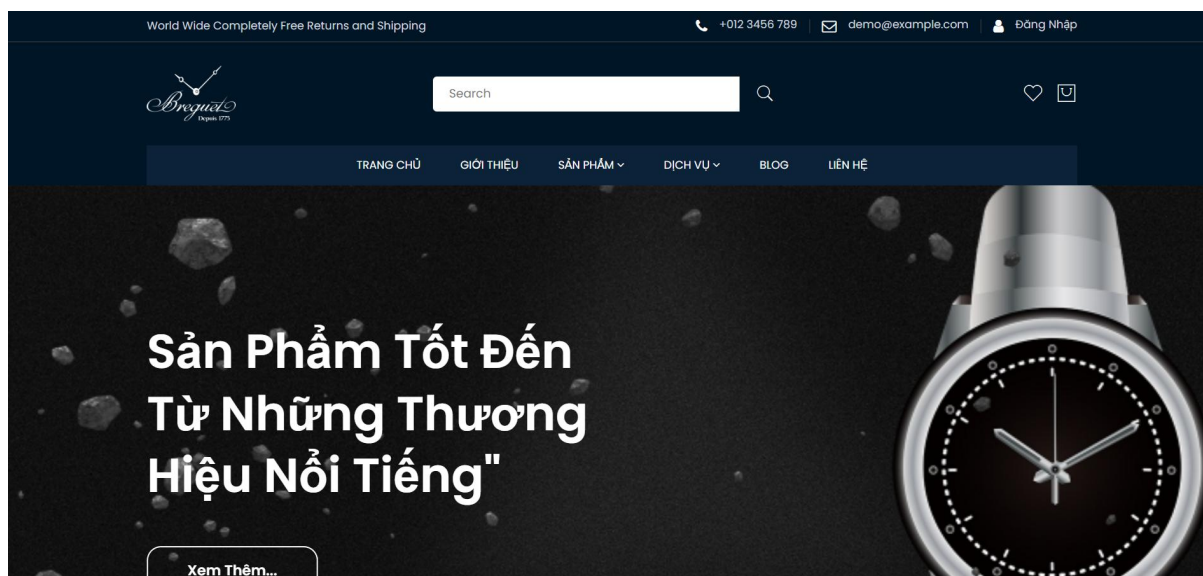 World Wide Completely Free Returns and Shipping
+012 3456 789
demo@example.com
Đăng Nhập
Breguet
Depuis 1775
Search
TRANG CHỦ
GIỚI THIỆU
SẢN PHẨM
DỊCH VỤ
BLOG
LIÊN HỆ
Sản Phẩm Tốt Đến
Từ Những Thương
Hiệu Nổi Tiếng"
Xem Thêm...